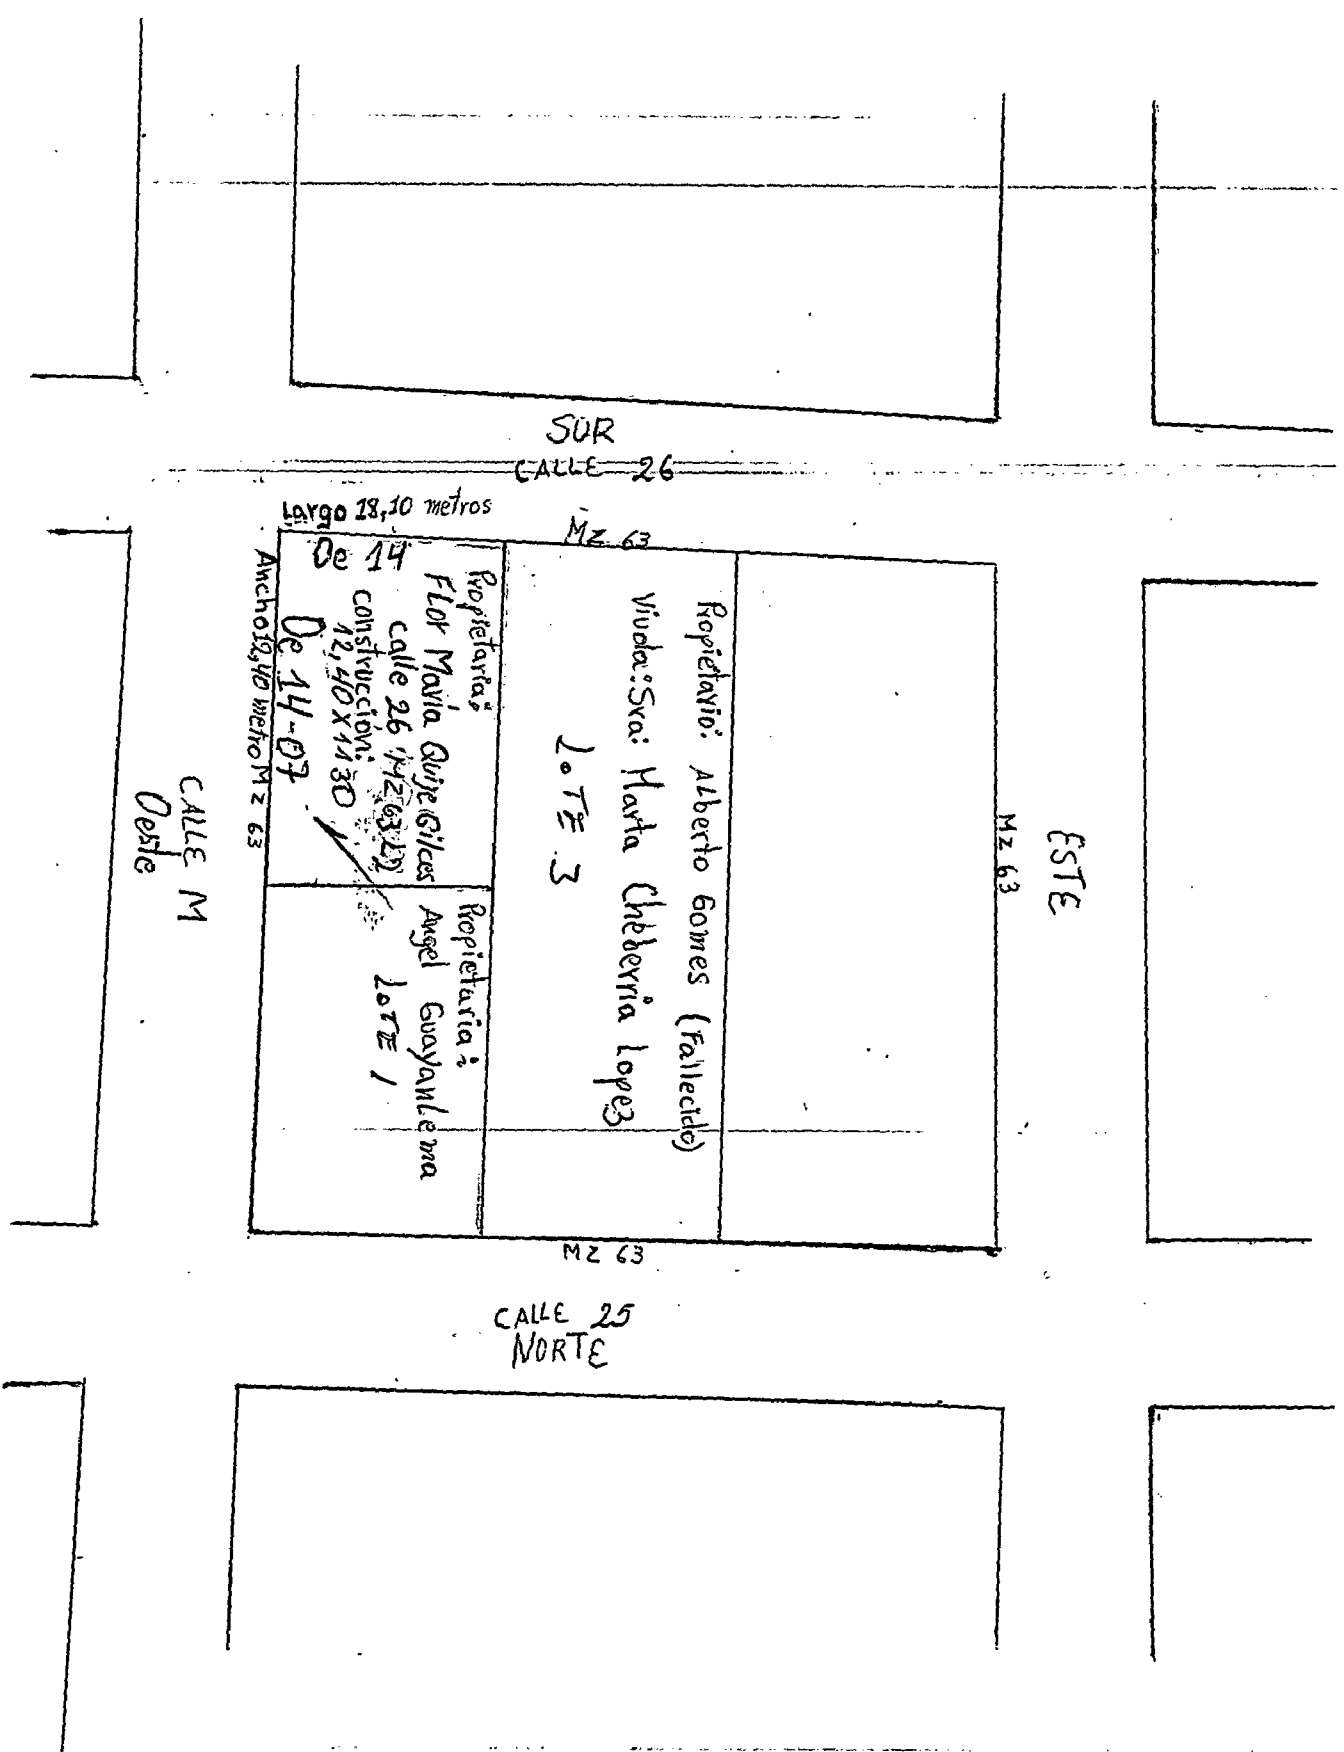 SUR
CALLE 26
Largo 18,10 metros
Mz 63
De 14
Propietaria:
FLor Maria Quije Gilces
calle 26 Mz 63
construcción:
12,40 X 11 30
De 14-07
Ancho 12,40 metro Mz 63
CALLE M
Oeste
Propietaria:
Angel Guayanlema
LOTE 1
Propietario: ALberto Gomes (Fallecido)
Viuda: Sra: Marta Cheberria Lopez
LOTE 3
Mz 63
ESTE
MZ 63
CALLE 25
NORTE